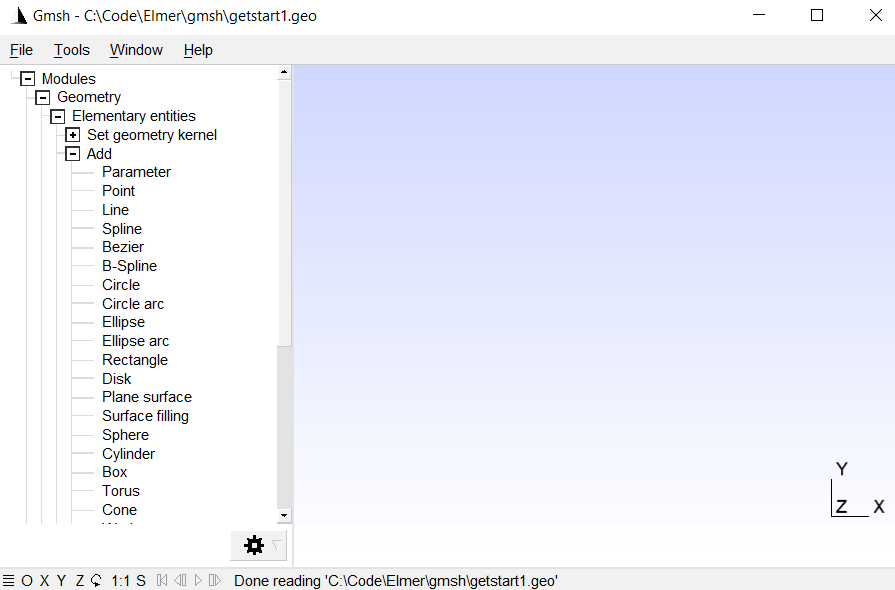 Gmsh - C:\Code\Elmer\gmsh\getstart1.geo
File Tools Window Help
Modules
Geometry
Elementary entities
Set geometry kernel
Add
Parameter
Point
Line
Spline
Bezier
B-Spline
Circle
Circle arc
Ellipse
Ellipse arc
Rectangle
Disk
Plane surface
Surface filling
Sphere
Cylinder
Box
Torus
Cone
Y
Z X
O X Y Z 1:1 S Done reading 'C:\Code\Elmer\gmsh\getstart1.geo'